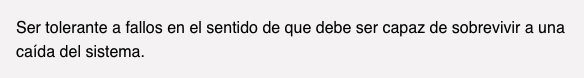 Ser tolerante a fallos en el sentido de que debe ser capaz de sobrevivir a una
caída del sistema.